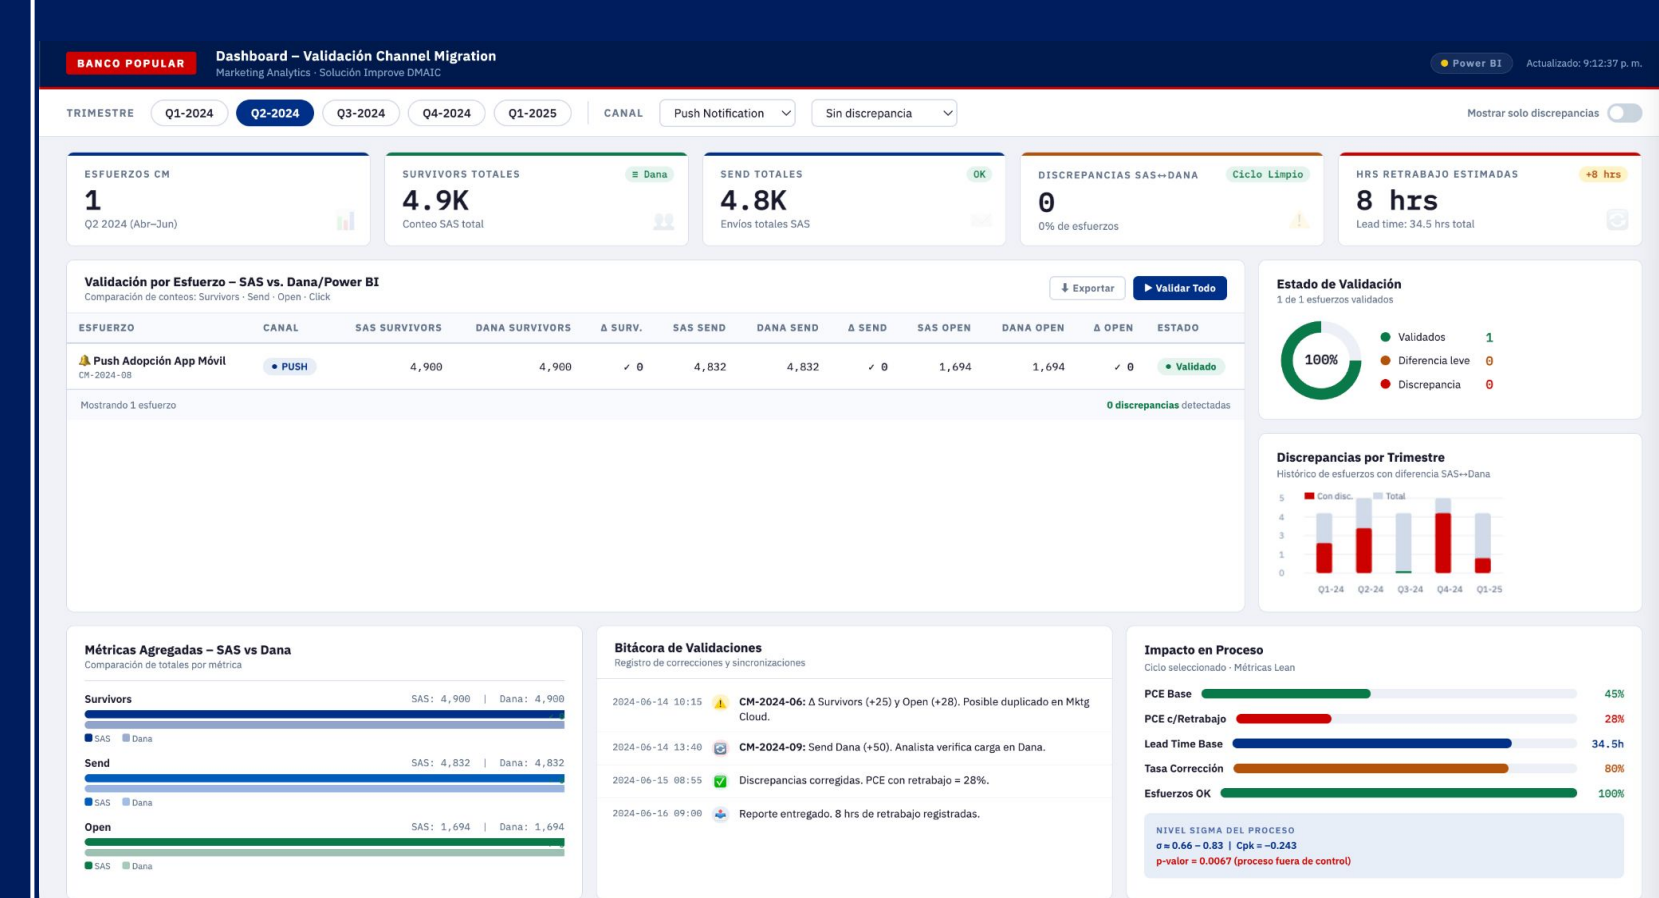 BANCO POPULAR
Dashboard – Validación Channel Migration
Marketing Analytics · Solución Improve DMAIC
Power BI
Actualizado: 9:12:37 p. m.
TRIMESTRE Q1-2024 Q2-2024 Q3-2024 Q4-2024 Q1-2025 CANAL Push Notification Sin discrepancia Mostrar solo discrepancias
ESFUERZOS CM
1
Q2 2024 (Abr–Jun)
SURVIVORS TOTALES ≡ Dana
4.9K
Conteo SAS total
SEND TOTALES OK
4.8K
Envíos totales SAS
DISCREPANCIAS SAS↔DANA Ciclo Limpio
0
0% de esfuerzos
HRS RETRABAJO ESTIMADAS +8 hrs
8 hrs
Lead time: 34.5 hrs total
Validación por Esfuerzo – SAS vs. Dana/Power BI
Comparación de conteos: Survivors · Send · Open · Click
⬇ Exportar ▶ Validar Todo
ESFUERZO CANAL SAS SURVIVORS DANA SURVIVORS Δ SURV. SAS SEND DANA SEND Δ SEND SAS OPEN DANA OPEN Δ OPEN ESTADO
Push Adopción App Móvil • PUSH 4,900 4,900 ✓ 0 4,832 4,832 ✓ 0 1,694 1,694 ✓ 0 • Validado
CM-2024-08
Mostrando 1 esfuerzo 0 discrepancias detectadas
Estado de Validación
1 de 1 esfuerzos validados
100%
Validados 1
Diferencia leve 0
Discrepancia 0
Discrepancias por Trimestre
Histórico de esfuerzos con diferencia SAS↔Dana
Con disc. Total
5
4
3
1
0
Q1-24 Q2-24 Q3-24 Q4-24 Q1-25
Métricas Agregadas – SAS vs Dana
Comparación de totales por métrica
Survivors SAS: 4,900 | Dana: 4,900
SAS Dana
Send SAS: 4,832 | Dana: 4,832
SAS Dana
Open SAS: 1,694 | Dana: 1,694
SAS Dana
Bitácora de Validaciones
Registro de correcciones y sincronizaciones
2024-06-14 10:15 CM-2024-06: Δ Survivors (+25) y Open (+28). Posible duplicado en Mktg
Cloud.
2024-06-14 13:40 CM-2024-09: Send Dana (+50). Analista verifica carga en Dana.
2024-06-15 08:55 Discrepancias corregidas. PCE con retrabajo = 28%.
2024-06-16 09:00 Reporte entregado. 8 hrs de retrabajo registradas.
Impacto en Proceso
Ciclo seleccionado · Métricas Lean
PCE Base 45%
PCE c/Retrabajo 28%
Lead Time Base 34.5h
Tasa Corrección 80%
Esfuerzos OK 100%
NIVEL SIGMA DEL PROCESO
σ ≈ 0.66 – 0.83 | Cpk = –0.243
p-valor = 0.0067 (proceso fuera de control)